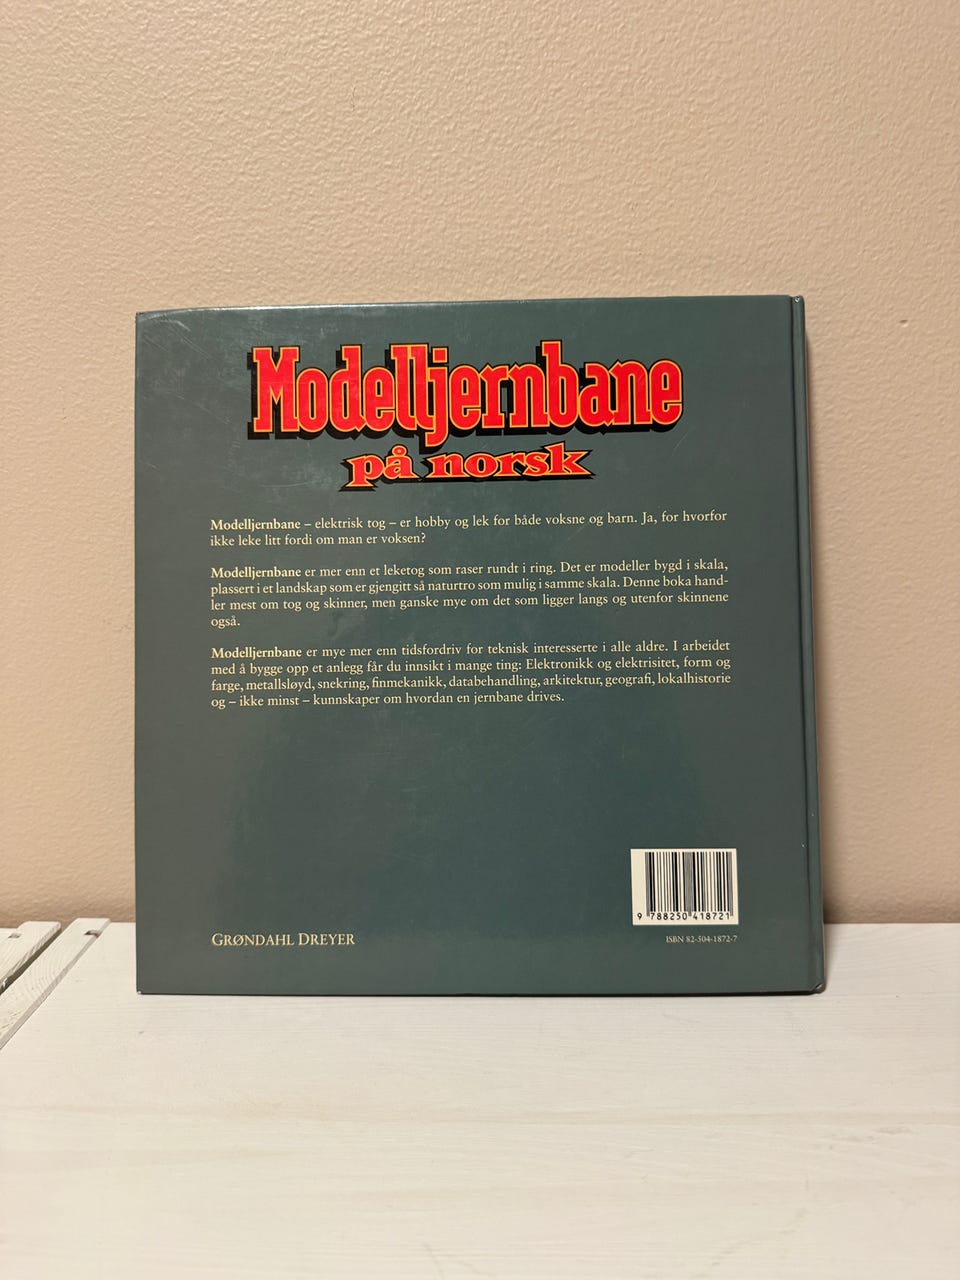 Modelljernbane
på norsk
Modelljernbane – elektrisk tog – er hobby og lek for både voksne og barn. Ja, for hvorfor
ikke leke litt fordi om man er voksen?
Modelljernbane er mer enn et leketog som raser rundt i ring. Det er modeller bygd i skala,
plassert i et landskap som er gjengitt så naturtro som mulig i samme skala. Denne boka hand-
ler mest om tog og skinner, men ganske mye om det som ligger langs og utenfor skinnene
også.
Modelljernbane er mye mer enn tidsfordriv for teknisk interesserte i alle aldre. I arbeidet
med å bygge opp et anlegg får du innsikt i mange ting: Elektronikk og elektrisitet, form og
farge, metallsløyd, snekring, finmekanikk, databehandling, arkitektur, geografi, lokalhistorie
og – ikke minst – kunnskaper om hvordan en jernbane drives.
9 788250 418721
GRØNDAHL DREYER
ISBN 82-504-1872-7